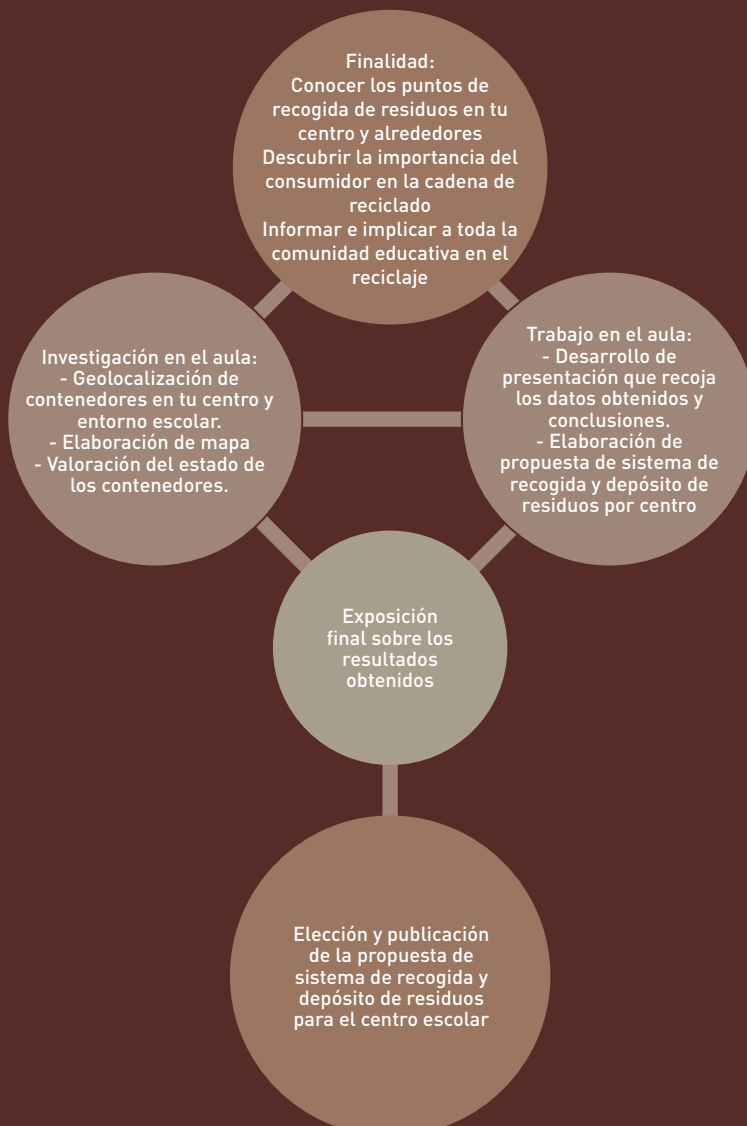 Finalidad:
Conocer los puntos de
recogida de residuos en tu
centro y alrededores
Descubrir la importancia del
consumidor en la cadena de
reciclado
Informar e implicar a toda la
comunidad educativa en el
reciclaje
Investigación en el aula:
- Geolocalización de
contenedores en tu centro y
entorno escolar.
- Elaboración de mapa
- Valoración del estado de
los contenedores.
Trabajo en el aula:
- Desarrollo de
presentación que recoja
los datos obtenidos y
conclusiones.
- Elaboración de
propuesta de sistema de
recogida y depósito de
residuos por centro
Exposición
final sobre los
resultados
obtenidos
Elección y publicación
de la propuesta de
sistema de recogida y
depósito de residuos
para el centro escolar